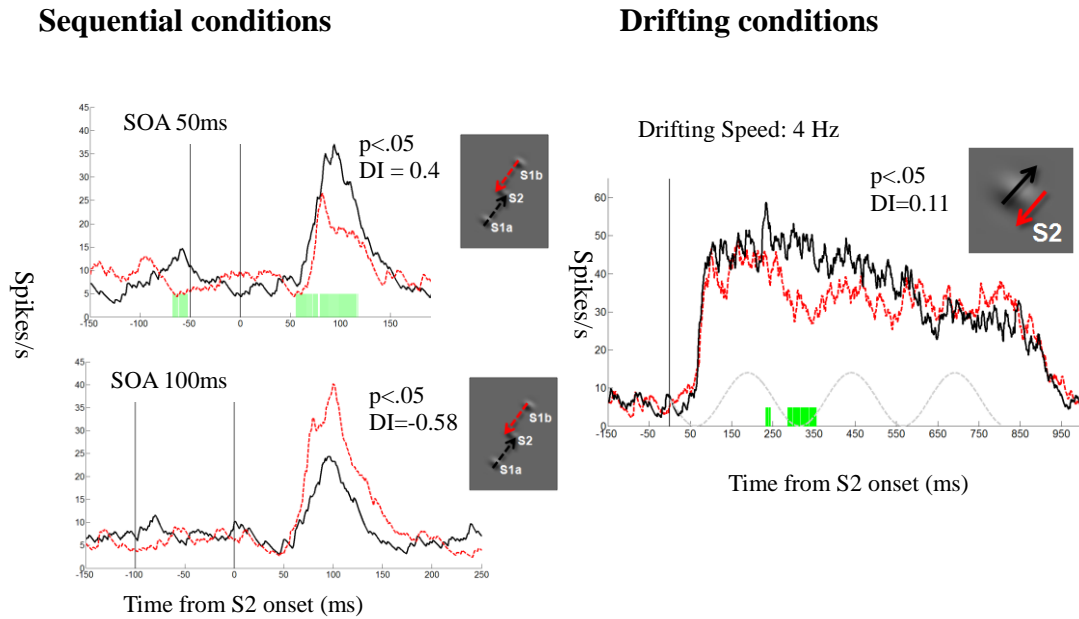 Sequential conditions
Drifting conditions
SOA 50ms
p<.05
DI = 0.4
S1b
S2
S1a
45
40
35
30
25
20
15
10
5
0
-150 -100 -50 0 50 100 150
Spikes/s
SOA 100ms
p<.05
DI=-0.58
S1b
S2
S1a
45
40
35
30
25
20
15
10
5
0
-150 -100 -50 0 50 100 150 200 250
Time from S2 onset (ms)
Drifting Speed: 4 Hz
p<.05
DI=0.11
S2
Spikes/s
60
50
40
30
20
10
0
-150 -50 50 150 250 350 450 550 650 750 850 950
Time from S2 onset (ms)